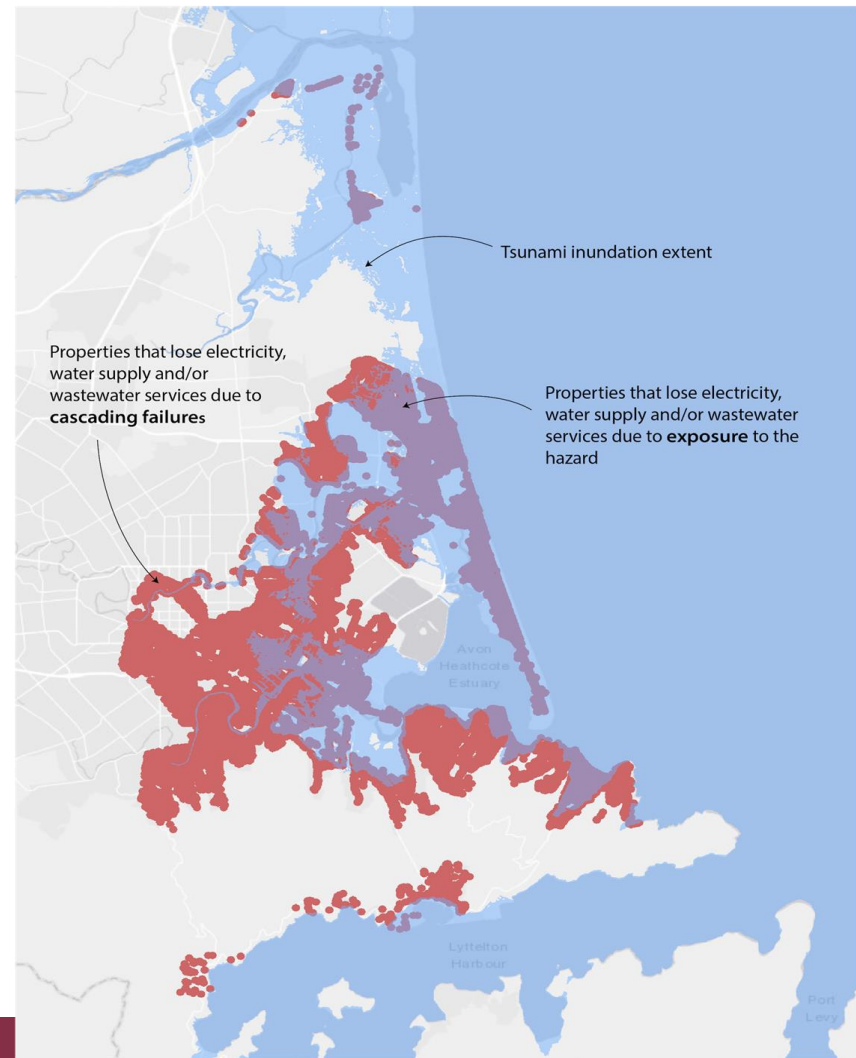 Tsunami inundation extent
Properties that lose electricity,
water supply and/or
wastewater services due to
cascading failures
Properties that lose electricity,
water supply and/or wastewater
services due to exposure to the
hazard
Avon
Heathcote
Estuary
Lyttelton
Harbour
Port
Levy